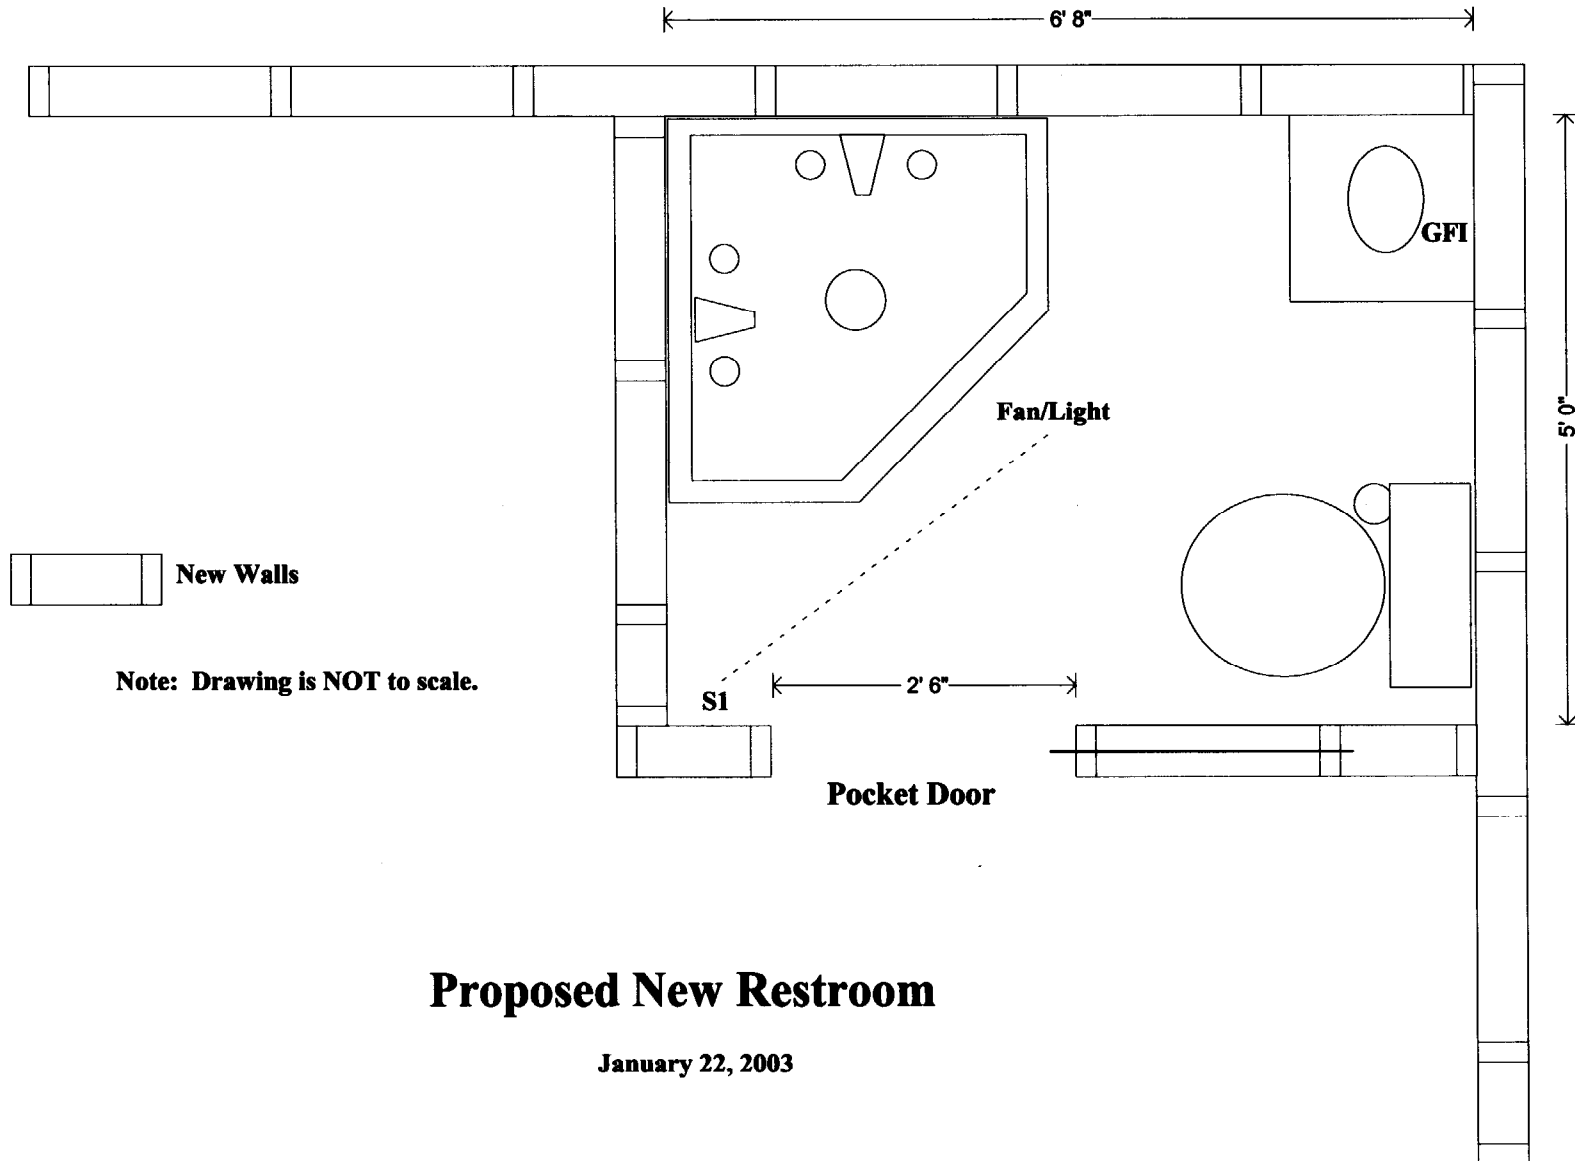 6' 8"
GFI
Fan/Light
5' 0"
New Walls
Note: Drawing is NOT to scale.
S1
2' 6"
Pocket Door
Proposed New Restroom
January 22, 2003